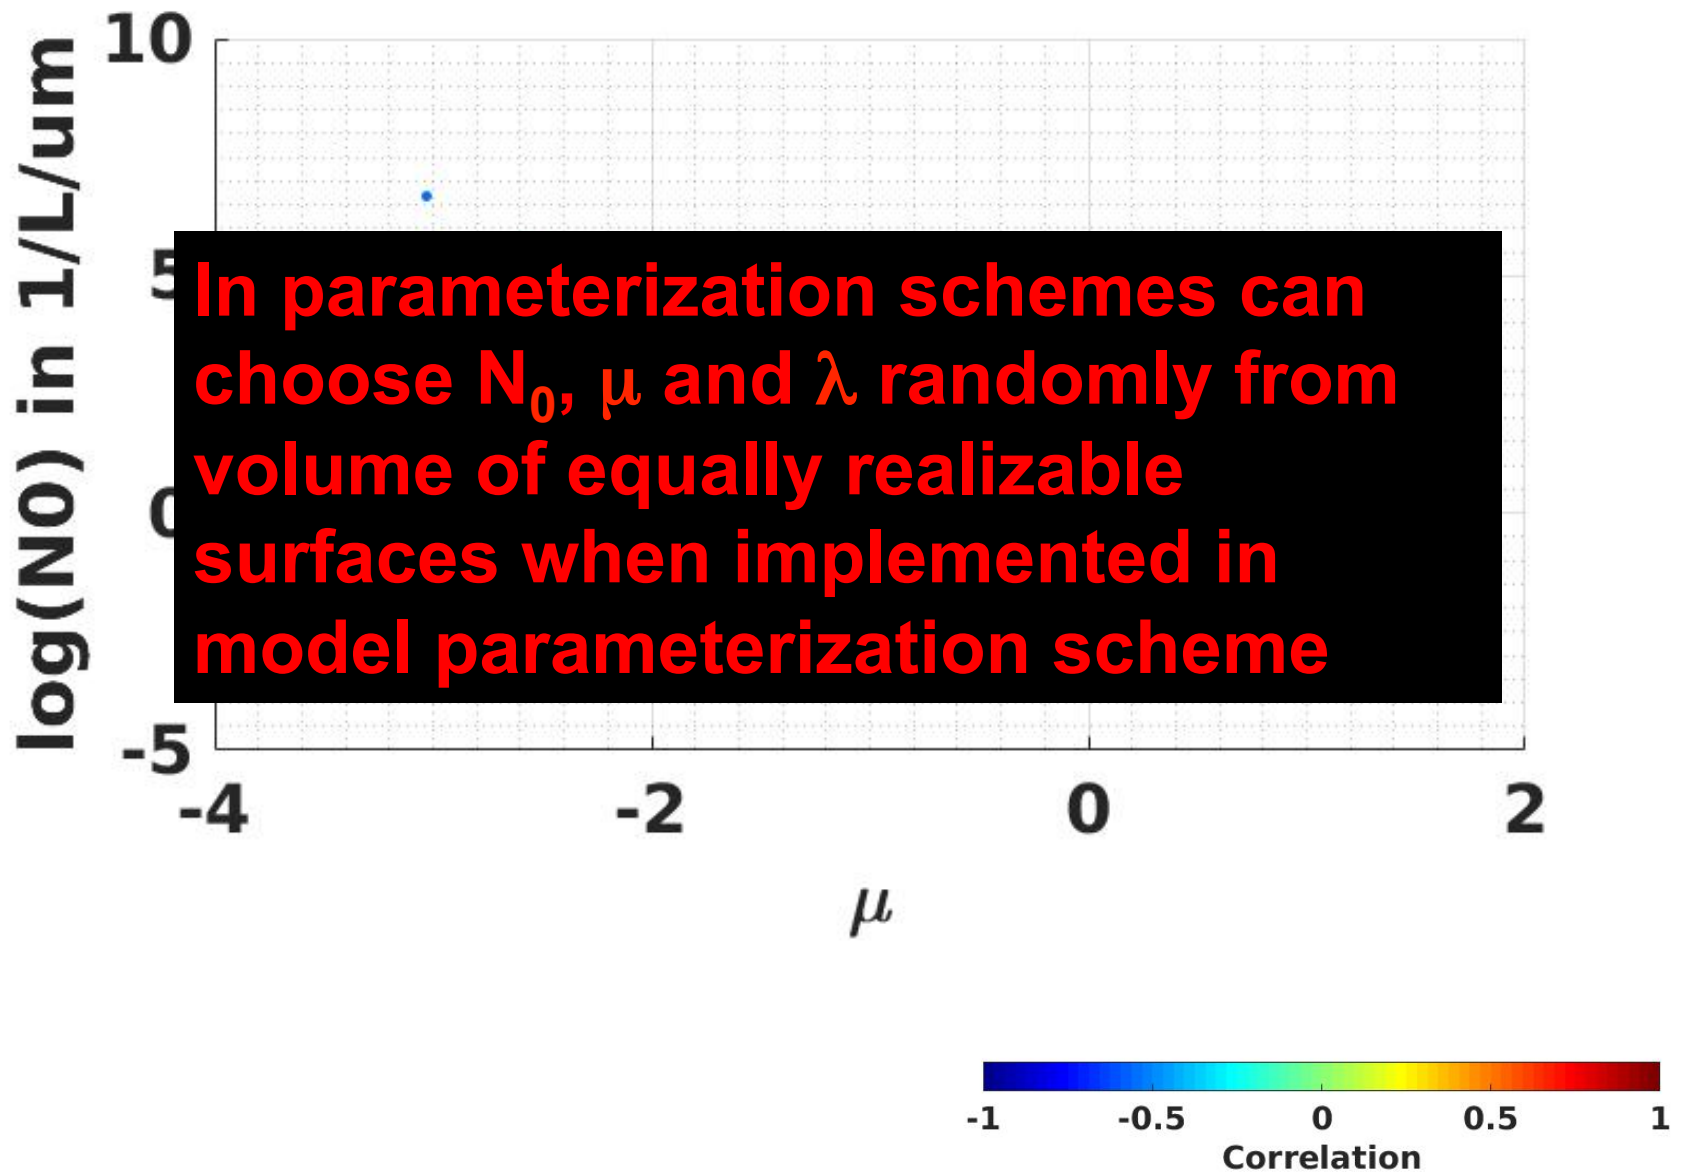 log(N0) in 1/L/um
10
5
0
-5
In parameterization schemes can
choose N₀, μ and λ randomly from
volume of equally realizable
surfaces when implemented in
model parameterization scheme
-4 -2 0 2
μ
-1 -0.5 0 0.5 1
Correlation